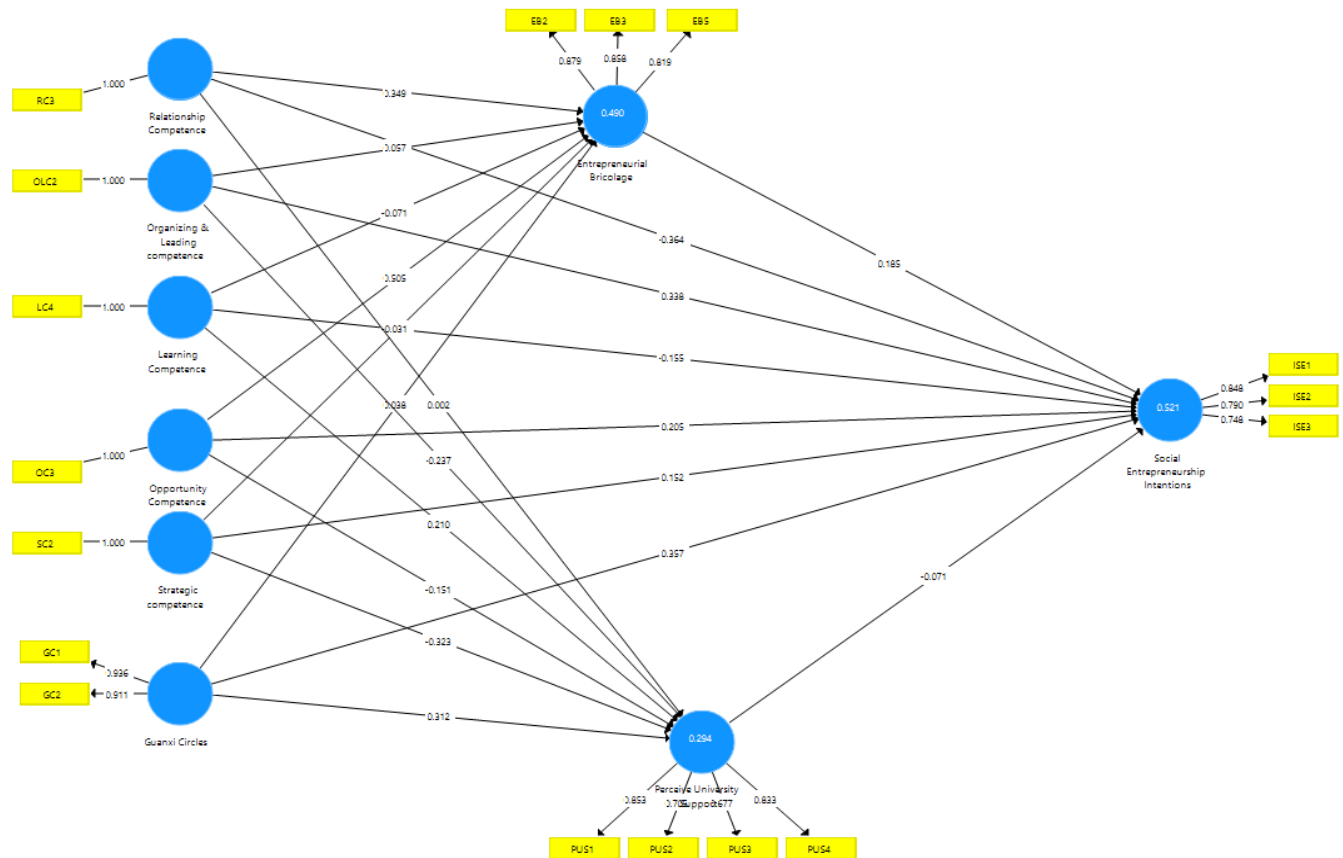 EB2
EB3
EB5
0.879
0.858
0.819
RC3
1.000
Relationship
Competence
0.349
0.490
Entrepreneurial
Bricolage
OLC2
1.000
Organizing &
Leading
competence
0.057
-0.071
-0.364
0.185
LC4
1.000
Learning
Competence
0.505
0.338
-0.031
-0.155
ISE1
0.848
ISE2
0.790
ISE3
0.748
0.521
Social
Entrepreneurship
Intentions
OC3
1.000
Opportunity
Competence
0.038
0.002
0.205
-0.237
SC2
1.000
Strategic
competence
0.152
0.210
0.357
-0.151
-0.071
-0.323
GC1
0.936
GC2
0.911
Guanxi Circles
0.312
0.294
Perceive University
Support
0.853
0.833
PUS1
PUS2
PUS3
PUS4